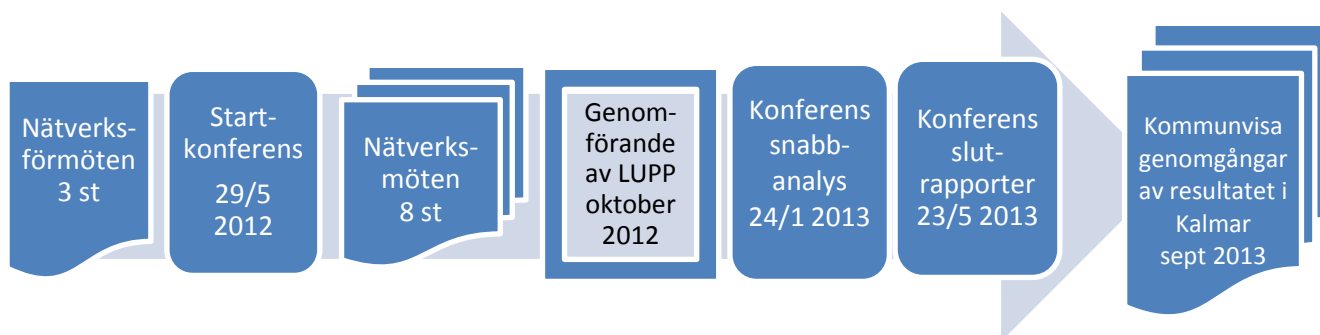 Nätverks-
förmöten
3 st
Start-
konferens
29/5
2012
Nätverks-
möten
8 st
Genom-
förande
av LUPP
oktober
2012
Konferens
snabb-
analys
24/1 2013
Konferens
slut-
rapporter
23/5 2013
Kommunvisa
genomgångar
av resultatet i
Kalmar
sept 2013